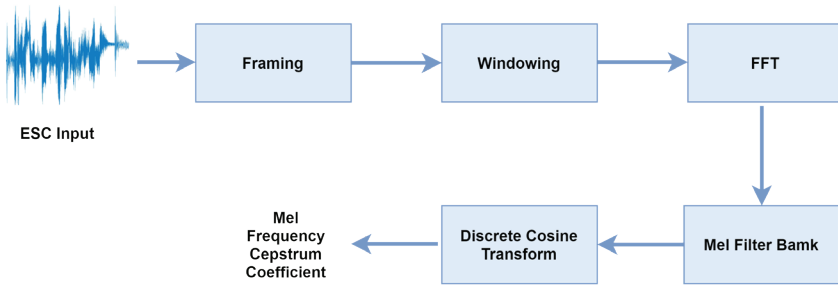 ESC Input
Framing
Windowing
FFT
Mel Filter Bamk
Discrete Cosine
Transform
Mel
Frequency
Cepstrum
Coefficient